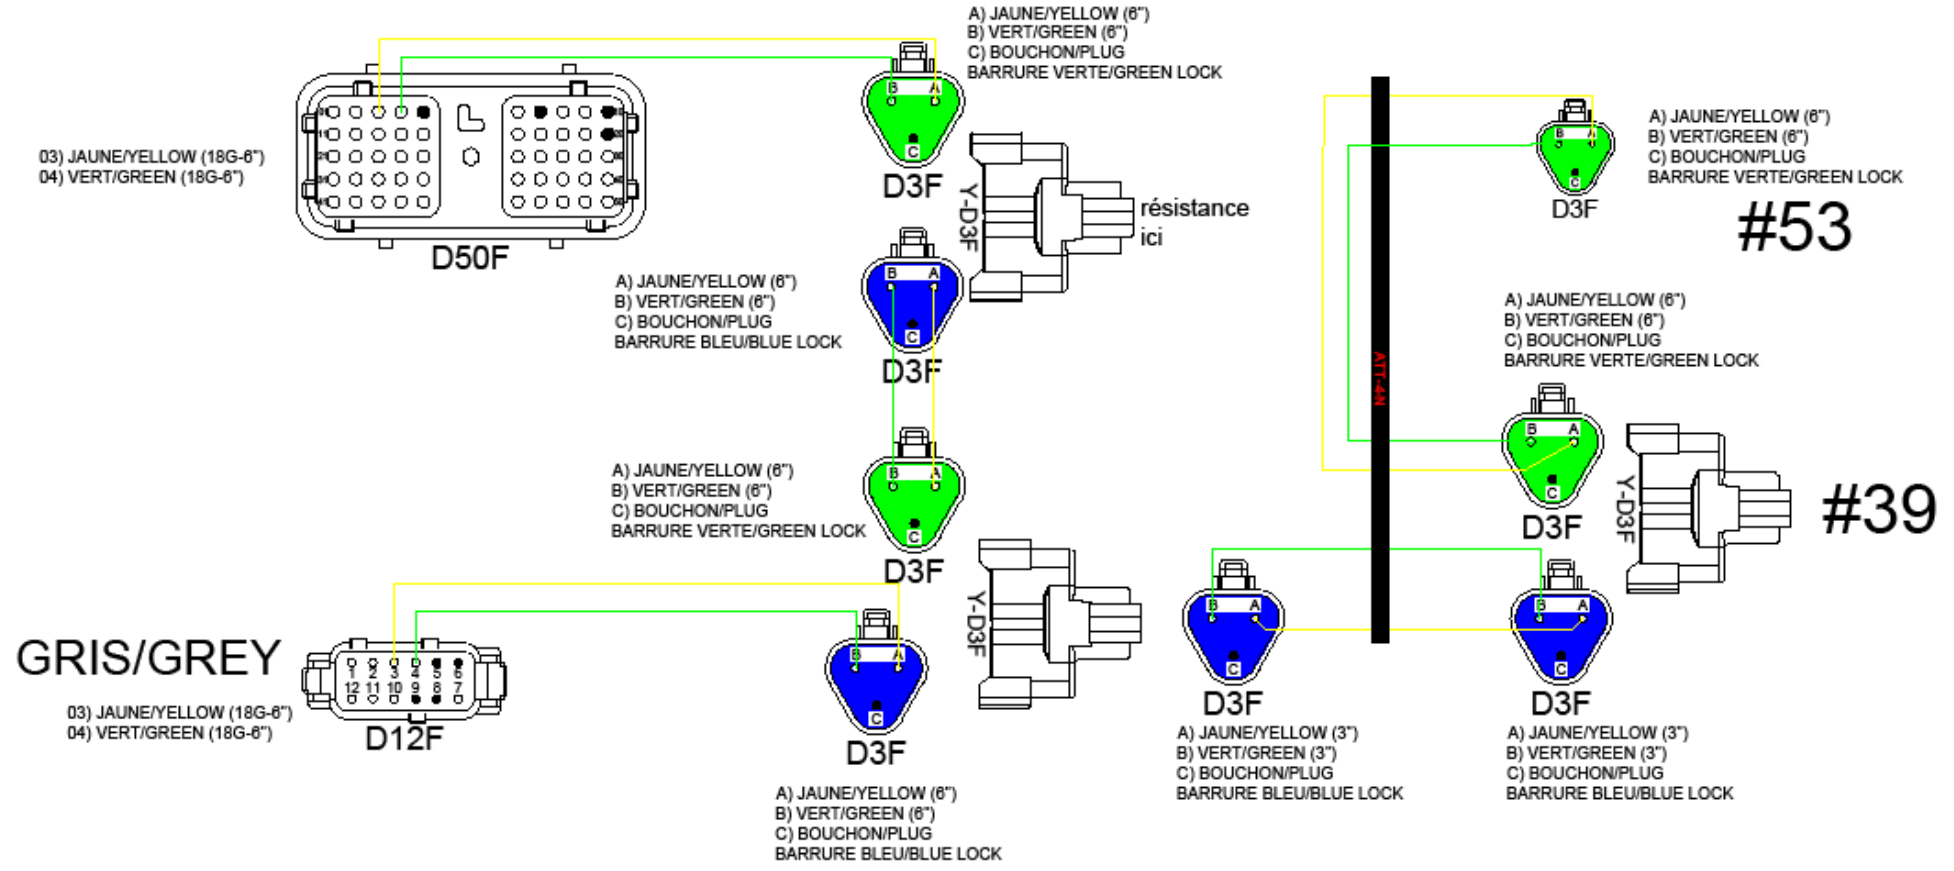 A) JAUNE/YELLOW (6")
B) VERT/GREEN (6")
C) BOUCHON/PLUG
BARRURE VERTE/GREEN LOCK
B A
C
D3F
03) JAUNE/YELLOW (18G-6")
04) VERT/GREEN (18G-6")
D50F
Y-D3F
résistance
ici
A) JAUNE/YELLOW (6")
B) VERT/GREEN (6")
C) BOUCHON/PLUG
BARRURE BLEU/BLUE LOCK
B A
C
D3F
A) JAUNE/YELLOW (6")
B) VERT/GREEN (6")
C) BOUCHON/PLUG
BARRURE VERTE/GREEN LOCK
B A
C
D3F
GRIS/GREY
03) JAUNE/YELLOW (18G-6")
04) VERT/GREEN (18G-6")
1 2 3 4 5 6
12 11 10 9 8 7
D12F
B A
C
D3F
A) JAUNE/YELLOW (6")
B) VERT/GREEN (6")
C) BOUCHON/PLUG
BARRURE BLEU/BLUE LOCK
Y-D3F
ATT-4-N
B A
C
D3F
A) JAUNE/YELLOW (6")
B) VERT/GREEN (6")
C) BOUCHON/PLUG
BARRURE VERTE/GREEN LOCK
#53
A) JAUNE/YELLOW (6")
B) VERT/GREEN (6")
C) BOUCHON/PLUG
BARRURE VERTE/GREEN LOCK
B A
C
D3F
Y-D3F
#39
B A
C
D3F
A) JAUNE/YELLOW (3")
B) VERT/GREEN (3")
C) BOUCHON/PLUG
BARRURE BLEU/BLUE LOCK
B A
C
D3F
A) JAUNE/YELLOW (3")
B) VERT/GREEN (3")
C) BOUCHON/PLUG
BARRURE BLEU/BLUE LOCK